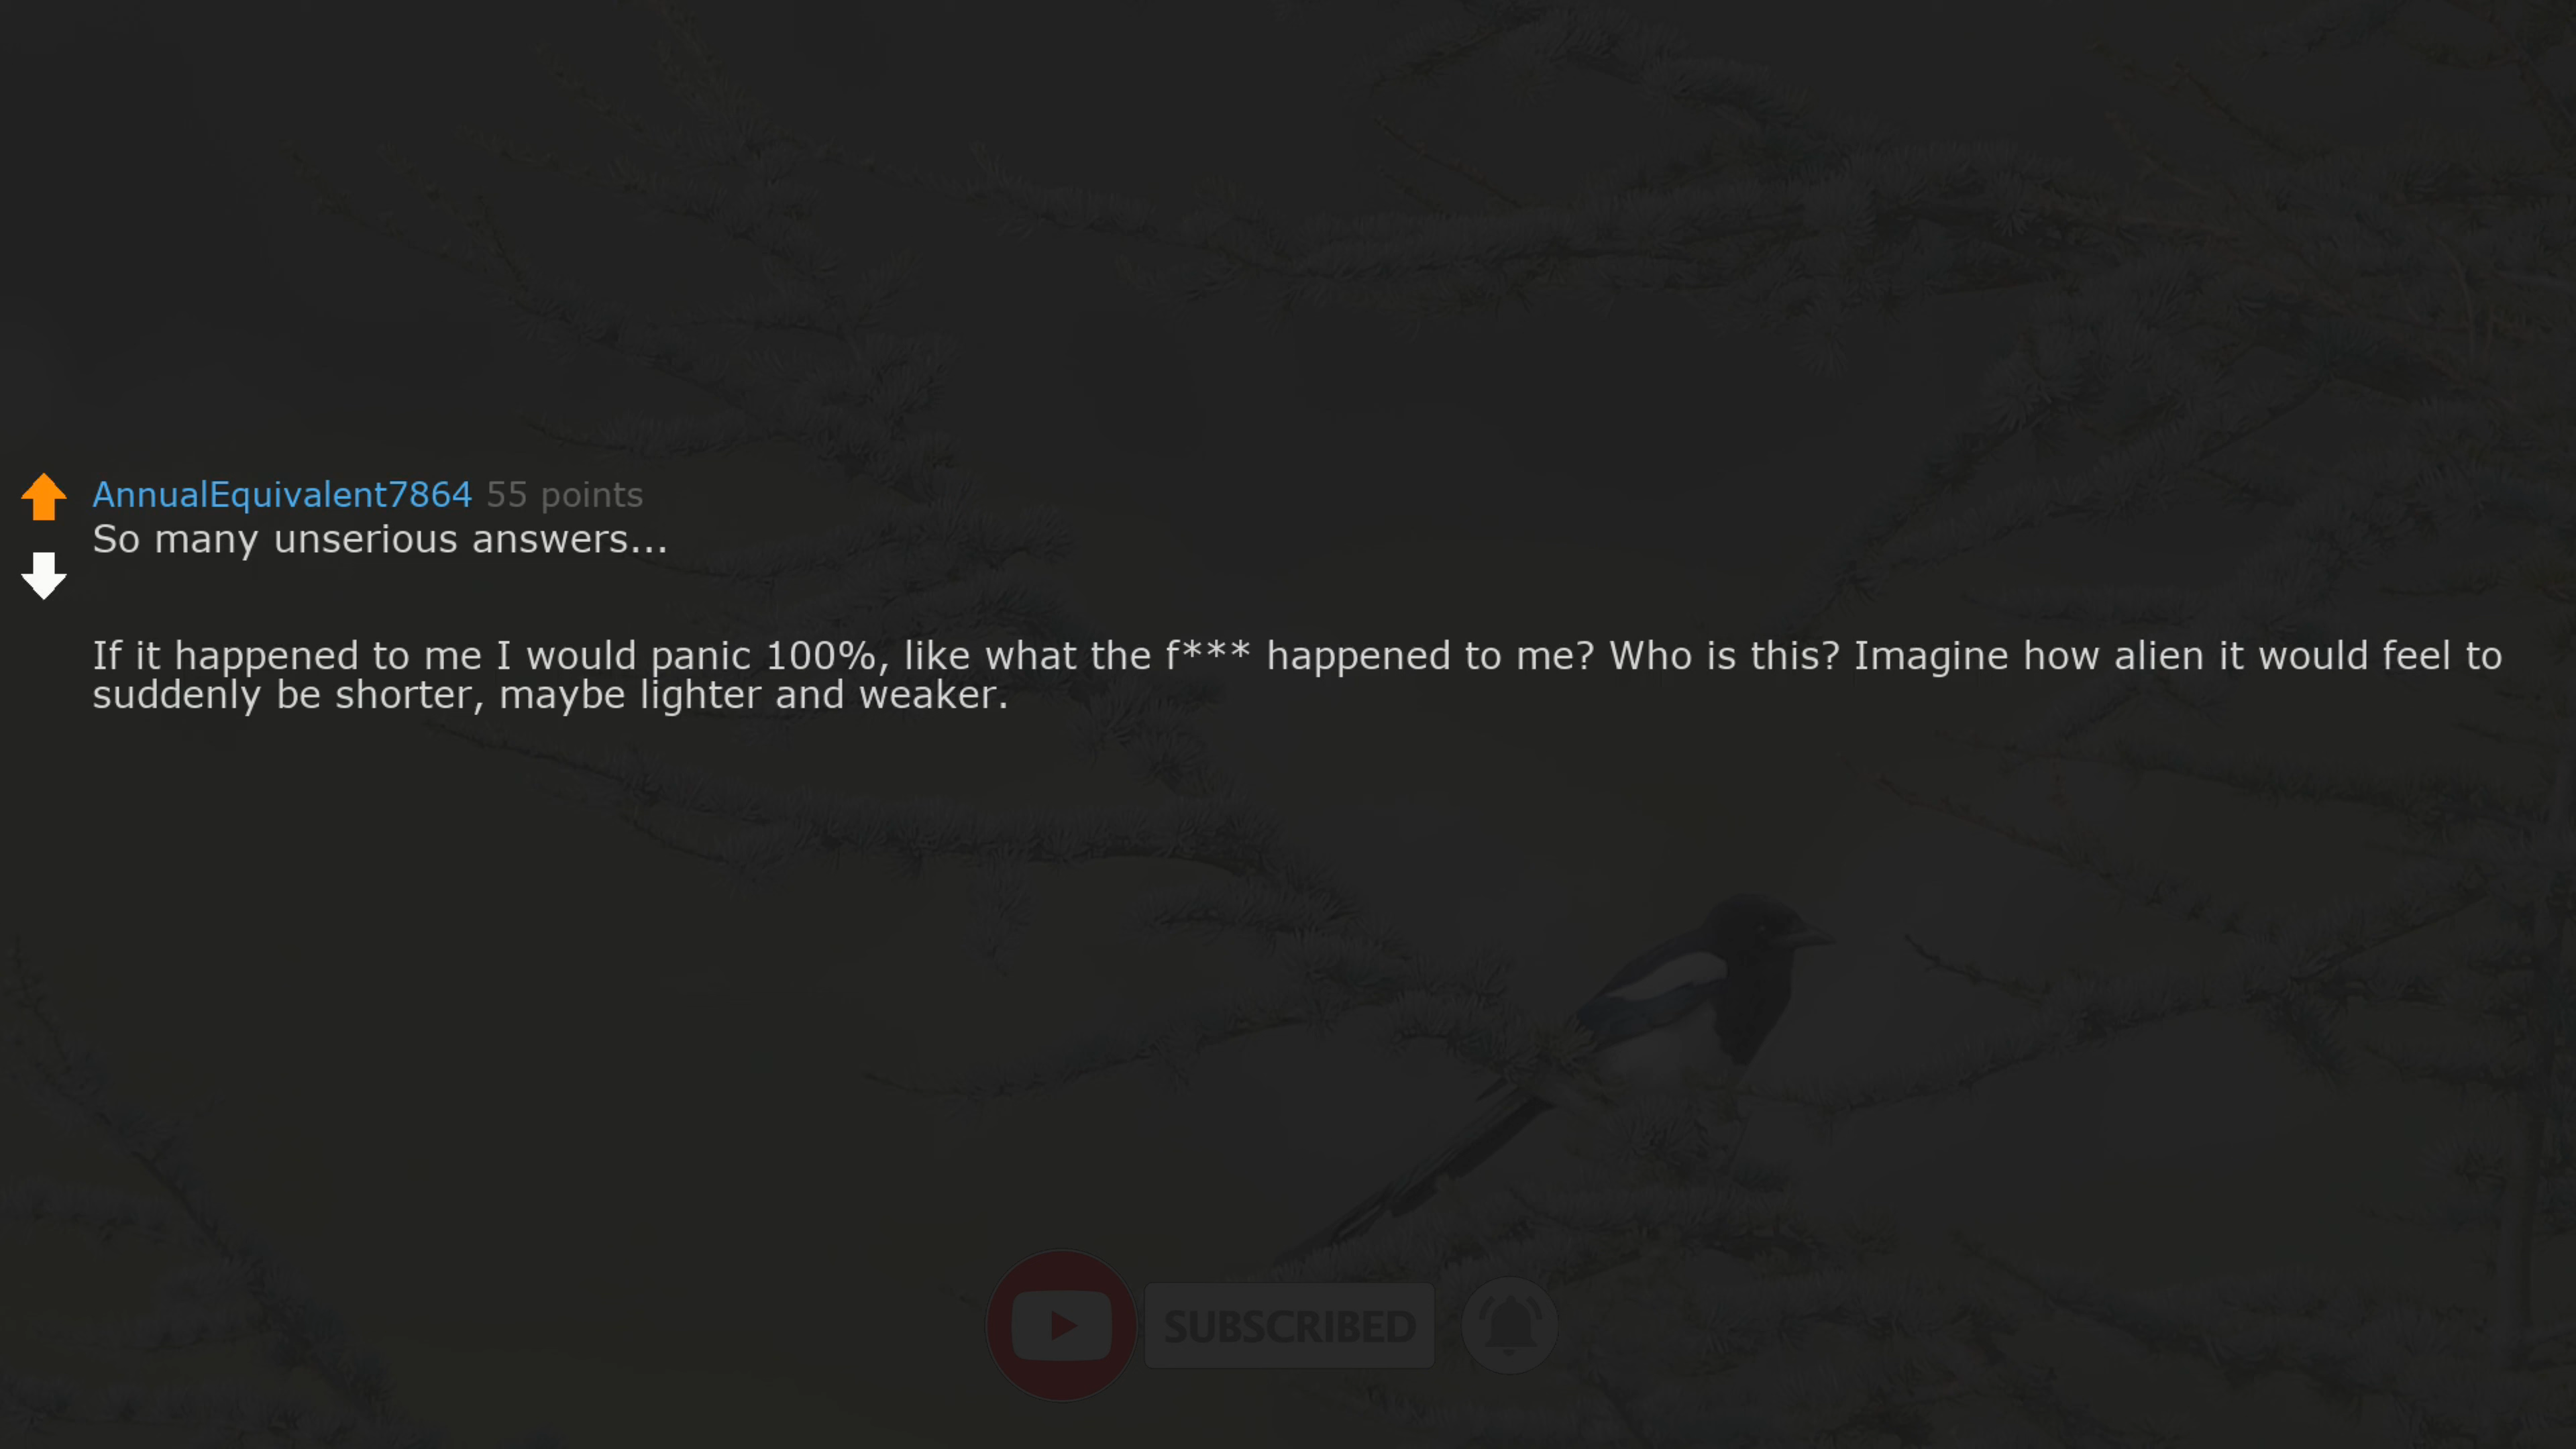 AnnualEquivalent7864 55 points
So many unserious answers...
If it happened to me I would panic 100%, like what the f*** happened to me? Who is this? Imagine how alien it would feel to
suddenly be shorter, maybe lighter and weaker.
SUBSCRIBED